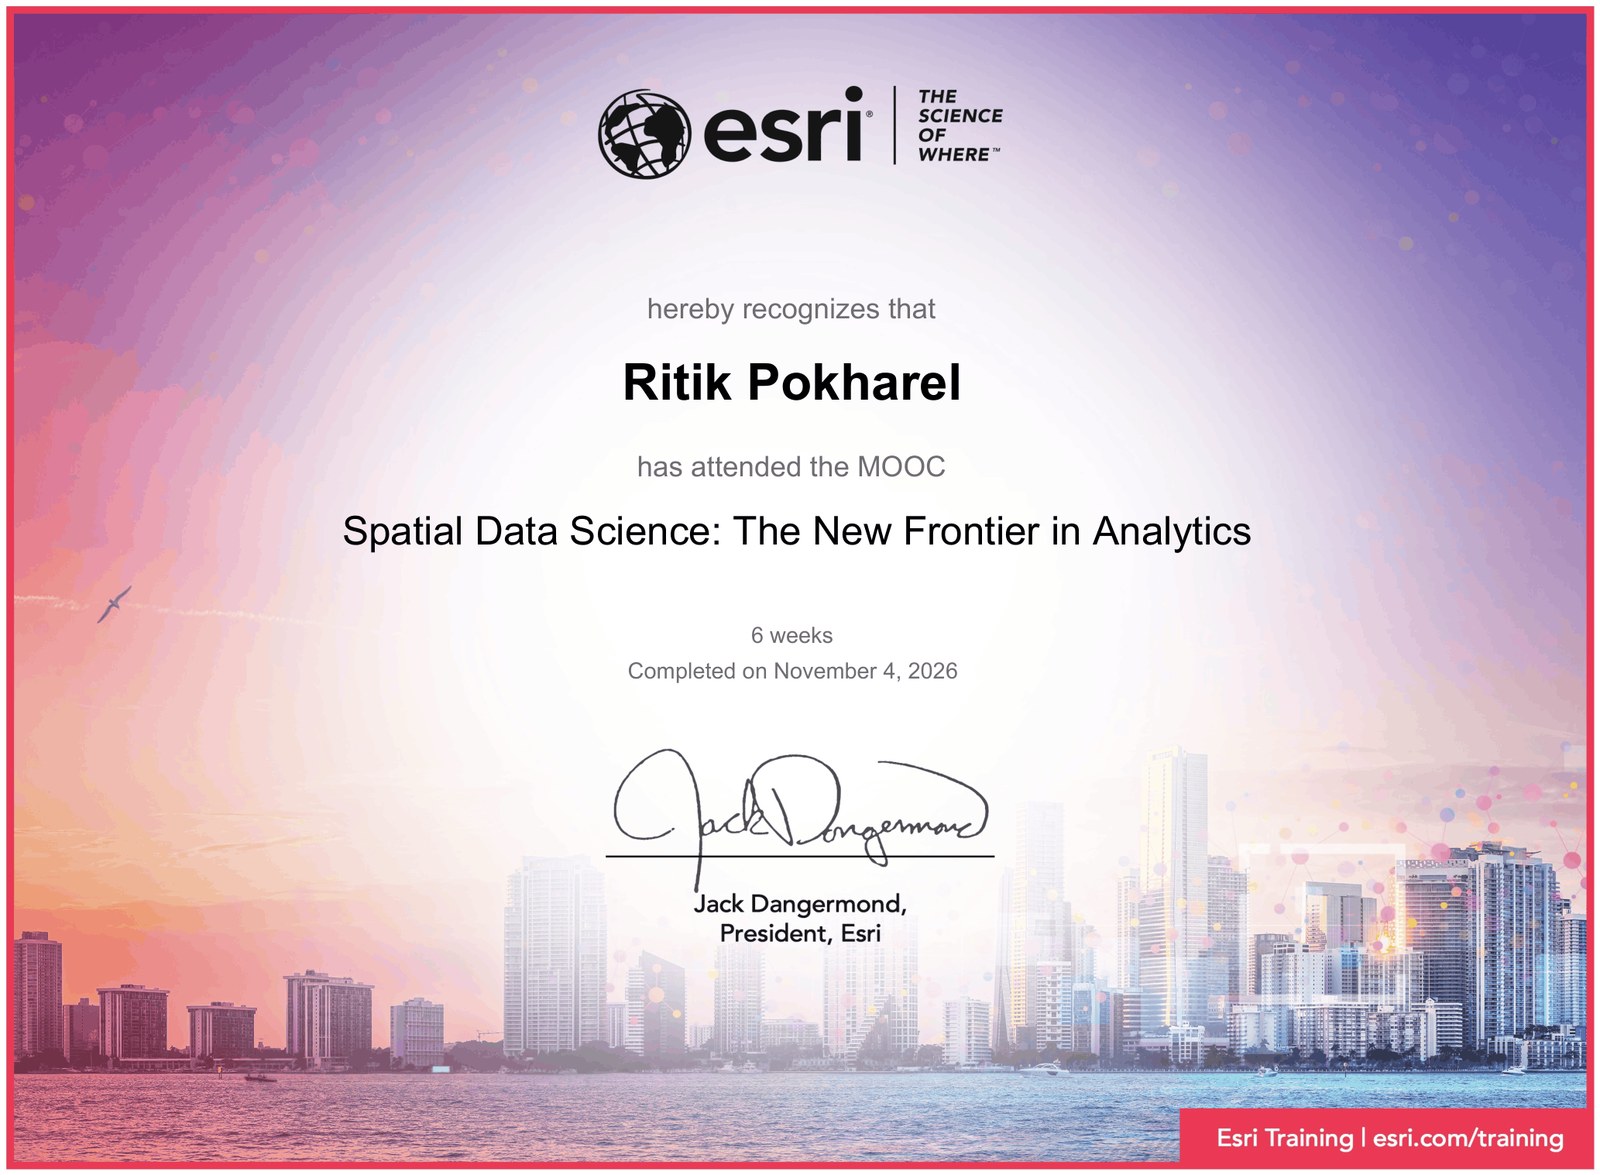 esri®
THE
SCIENCE
OF
WHERE™
hereby recognizes that
Ritik Pokharel
has attended the MOOC
Spatial Data Science: The New Frontier in Analytics
6 weeks
Completed on November 4, 2026
Jack Dangermond
Jack Dangermond,
President, Esri
Esri Training | esri.com/training